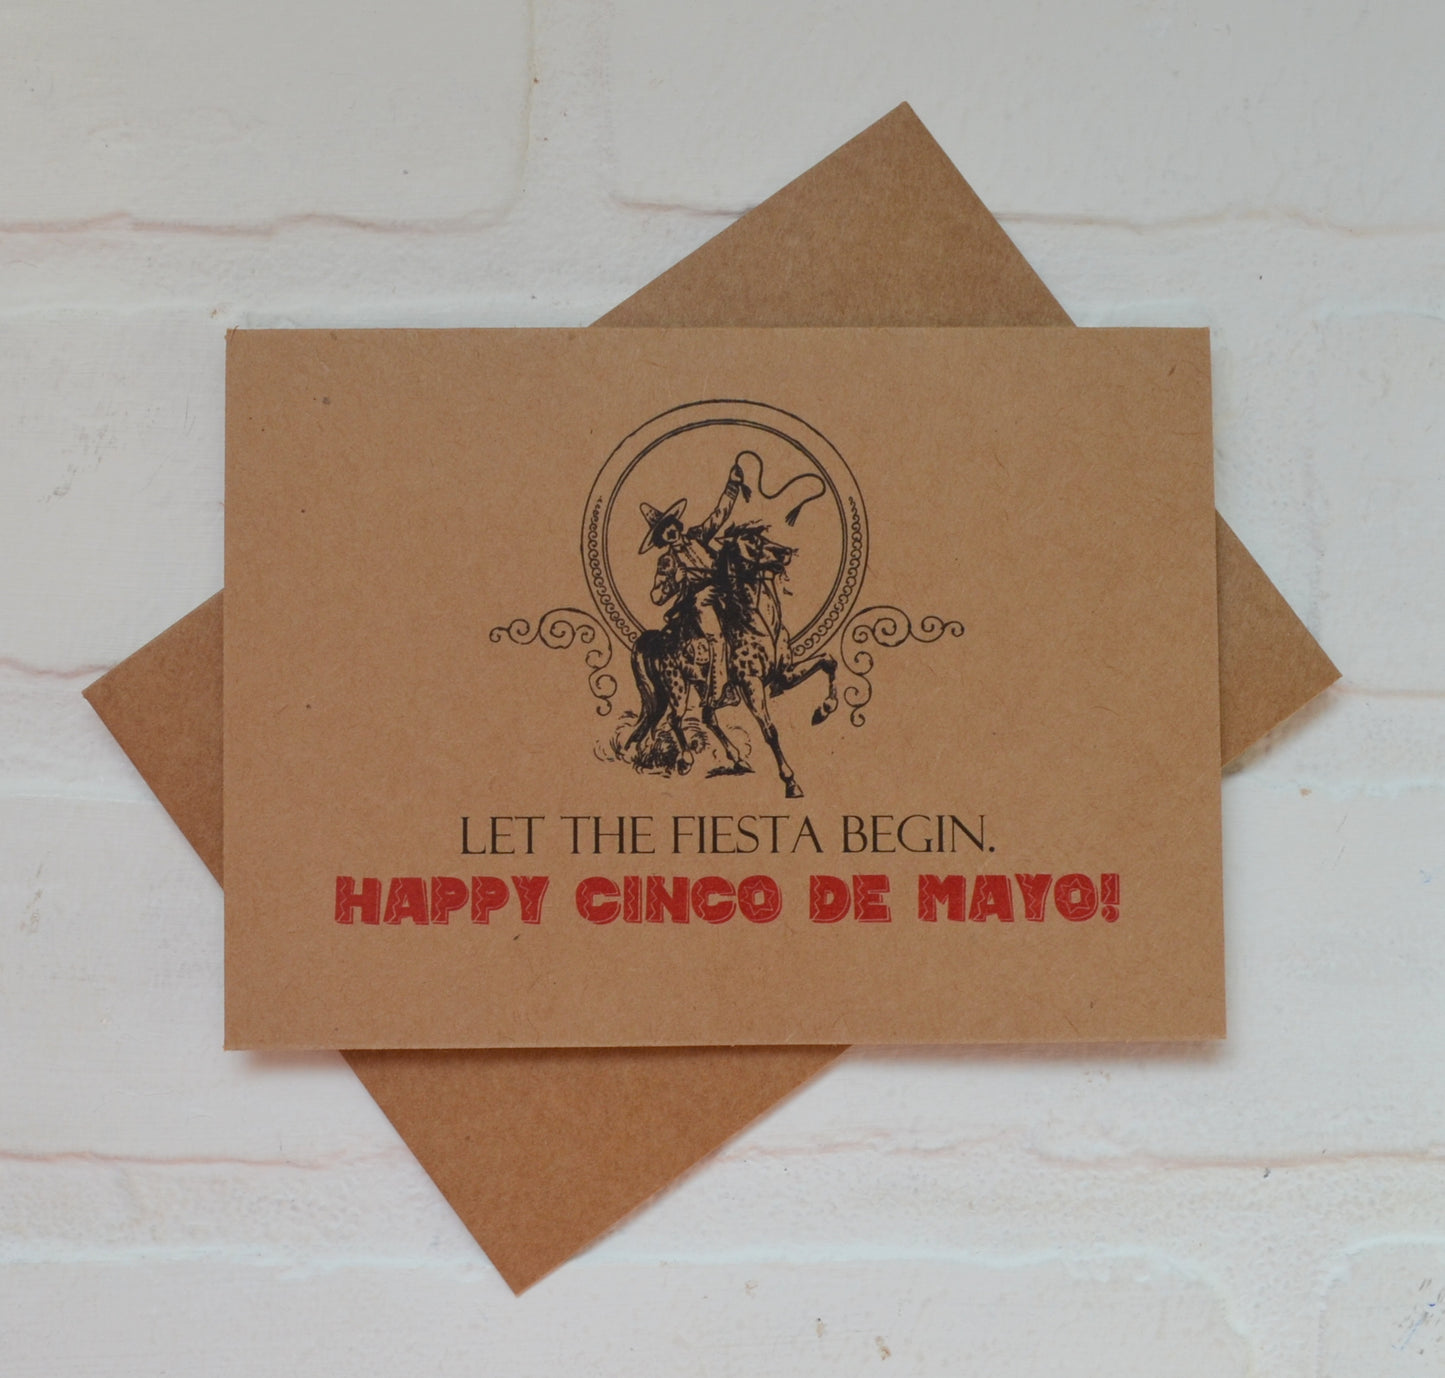 LET THE FIESTA BEGIN.
HAPPY CINCO DE MAYO!